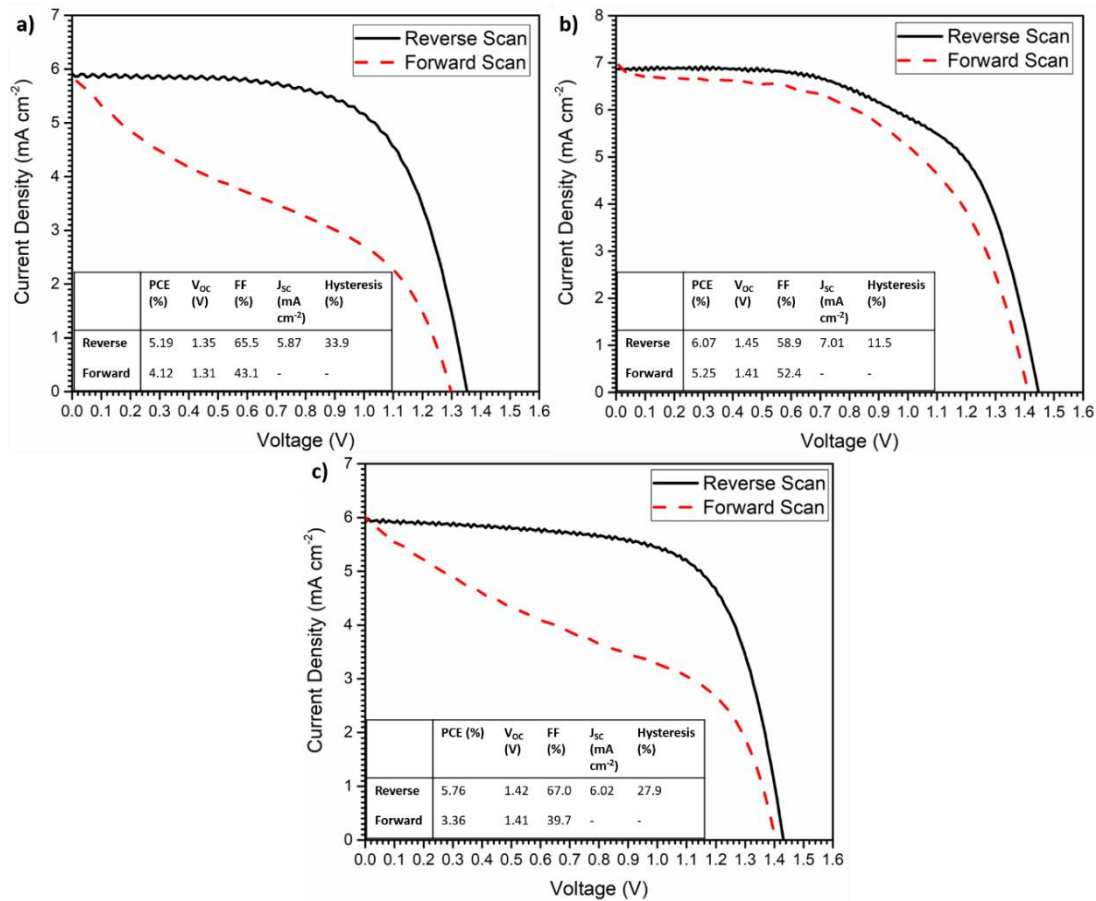 a)
7
6
5
4
3
2
1
0
Current Density (mA cm⁻²)
Reverse Scan
Forward Scan
PCE (%) V_OC (V) FF (%) J_SC (mA cm⁻²) Hysteresis (%)
Reverse 5.19 1.35 65.5 5.87 33.9
Forward 4.12 1.31 43.1 - -
0.0 0.1 0.2 0.3 0.4 0.5 0.6 0.7 0.8 0.9 1.0 1.1 1.2 1.3 1.4 1.5 1.6
Voltage (V)
b)
8
7
6
5
4
3
2
1
0
Current Density (mA cm⁻²)
Reverse Scan
Forward Scan
PCE (%) V_OC (V) FF (%) J_SC (mA cm⁻²) Hysteresis (%)
Reverse 6.07 1.45 58.9 7.01 11.5
Forward 5.25 1.41 52.4 - -
0.0 0.1 0.2 0.3 0.4 0.5 0.6 0.7 0.8 0.9 1.0 1.1 1.2 1.3 1.4 1.5 1.6
Voltage (V)
c)
7
6
5
4
3
2
1
0
Current Density (mA cm⁻²)
Reverse Scan
Forward Scan
PCE (%) V_OC (V) FF (%) J_SC (mA cm⁻²) Hysteresis (%)
Reverse 5.76 1.42 67.0 6.02 27.9
Forward 3.36 1.41 39.7 - -
0.0 0.1 0.2 0.3 0.4 0.5 0.6 0.7 0.8 0.9 1.0 1.1 1.2 1.3 1.4 1.5 1.6
Voltage (V)